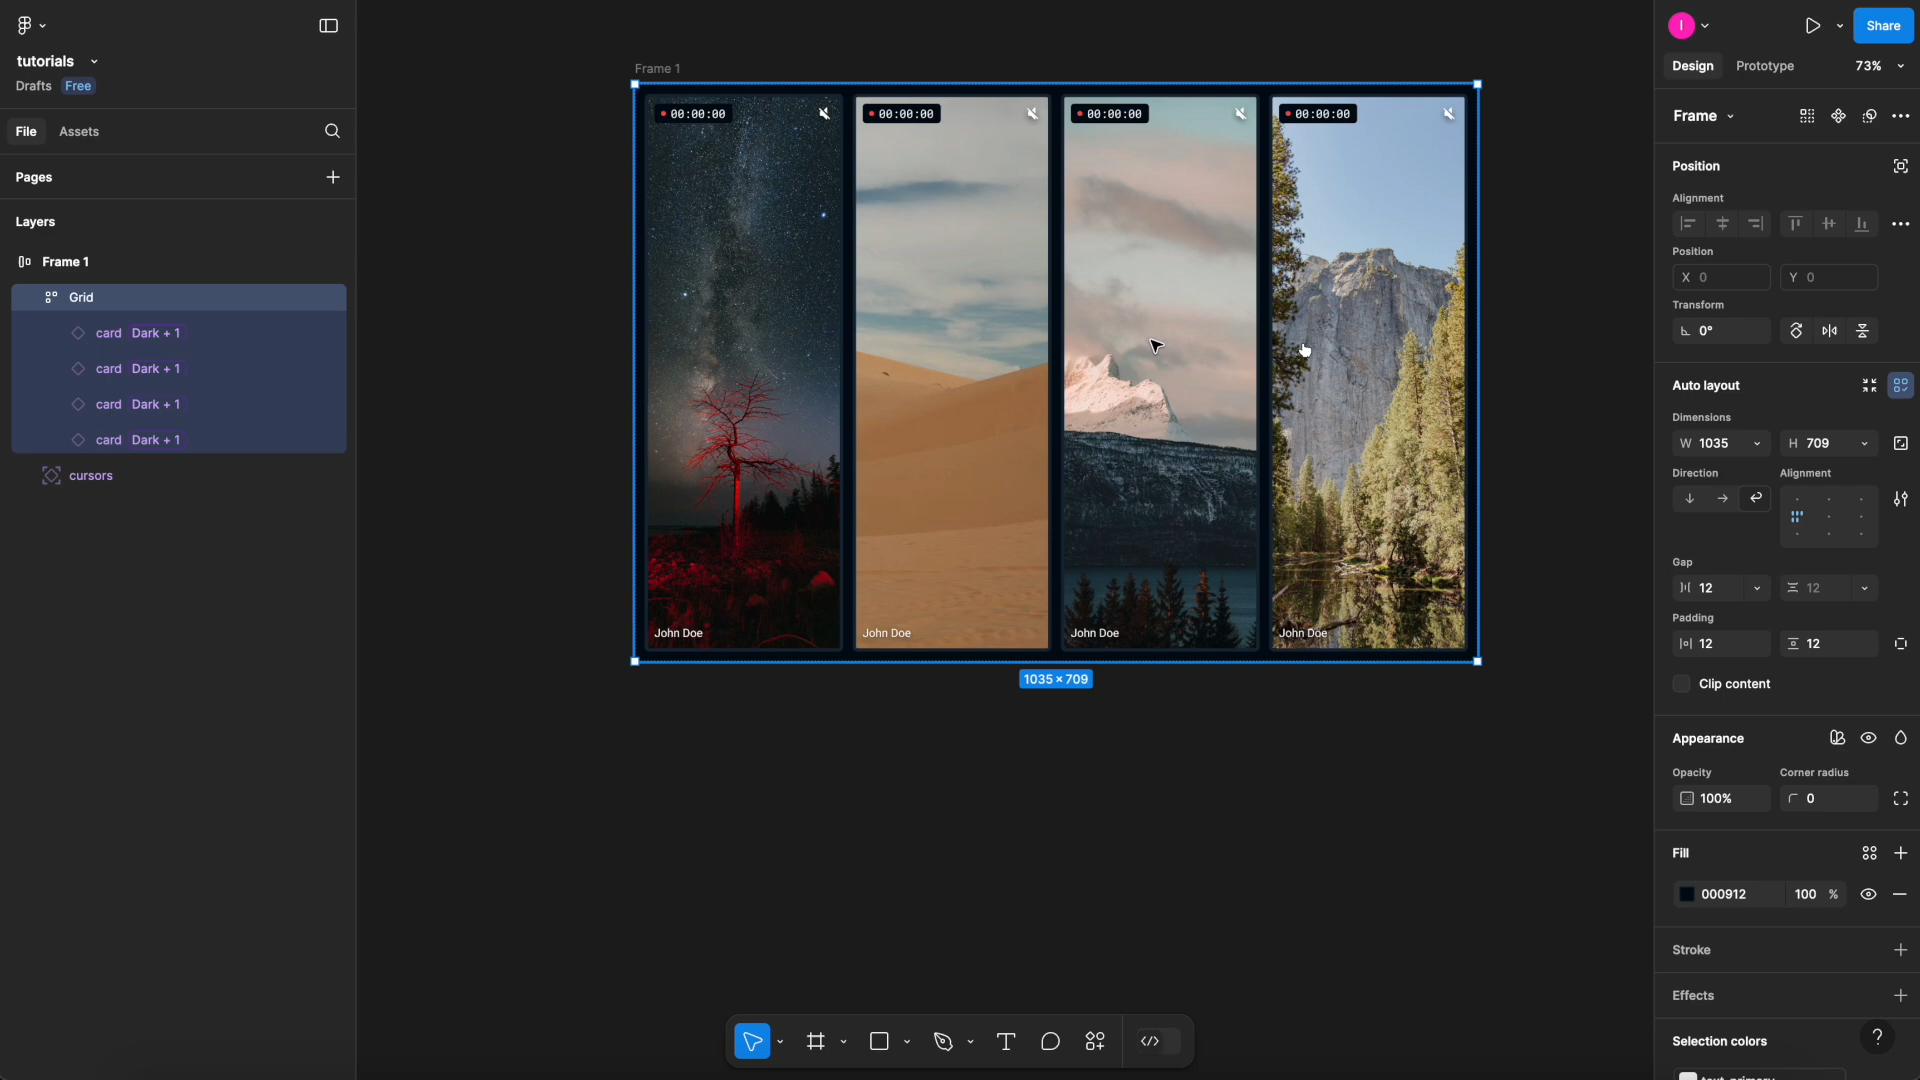 tutorials
Drafts Free
File Assets
Pages
Layers
Frame 1
Grid
card Dark + 1
card Dark + 1
card Dark + 1
card Dark + 1
cursors
Frame 1
00:00:00 00:00:00 00:00:00 00:00:00
John Doe John Doe John Doe John Doe
1035 × 709
I Share
Design Prototype 73%
Frame
Position
Alignment
Position
X 0 Y 0
Transform
0°
Auto layout
Dimensions
W 1035 H 709
Direction Alignment
Gap
12 12
Padding
12 12
Clip content
Appearance
Opacity Corner radius
100% 0
Fill
000912 100 %
Stroke
Effects
Selection colors
?